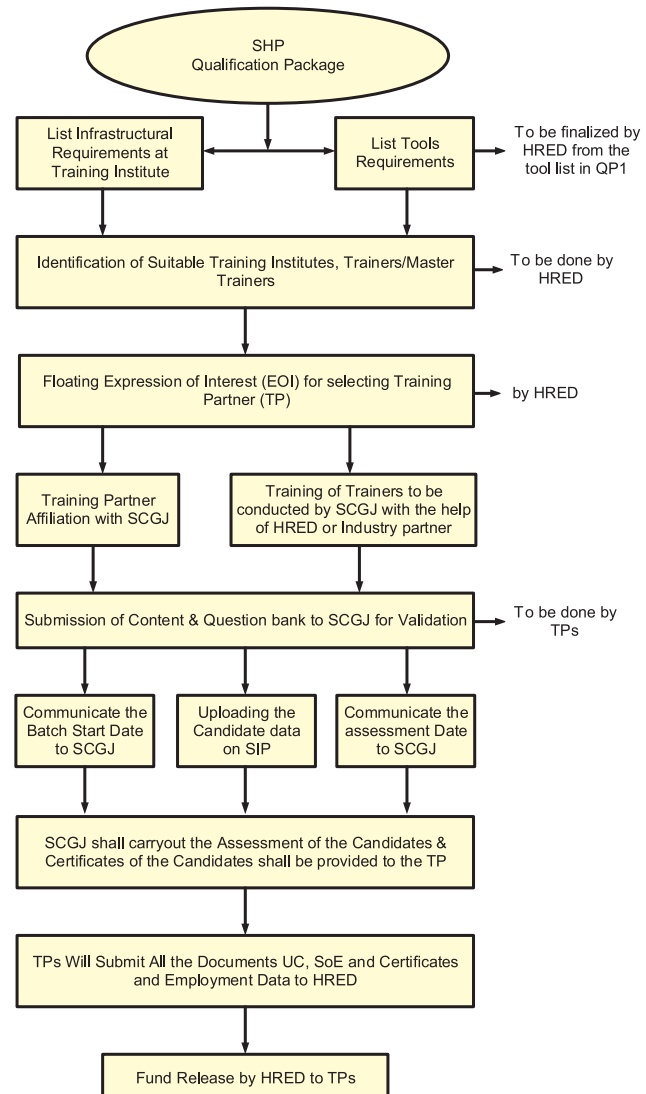 SHP
Qualification Package
List Infrastructural
Requirements at
Training Institute
List Tools
Requirements
To be finalized by
HRED from the
tool list in QP1
Identification of Suitable Training Institutes, Trainers/Master
Trainers
To be done by
HRED
Floating Expression of Interest (EOI) for selecting Training
Partner (TP)
by HRED
Training Partner
Affiliation with SCGJ
Training of Trainers to be
conducted by SCGJ with the help
of HRED or Industry partner
Submission of Content & Question bank to SCGJ for Validation
To be done by
TPs
Communicate the
Batch Start Date
to SCGJ
Uploading the
Candidate data
on SIP
Communicate the
assessment Date
to SCGJ
SCGJ shall carryout the Assessment of the Candidates &
Certificates of the Candidates shall be provided to the TP
TPs Will Submit All the Documents UC, SoE and Certificates
and Employment Data to HRED
Fund Release by HRED to TPs